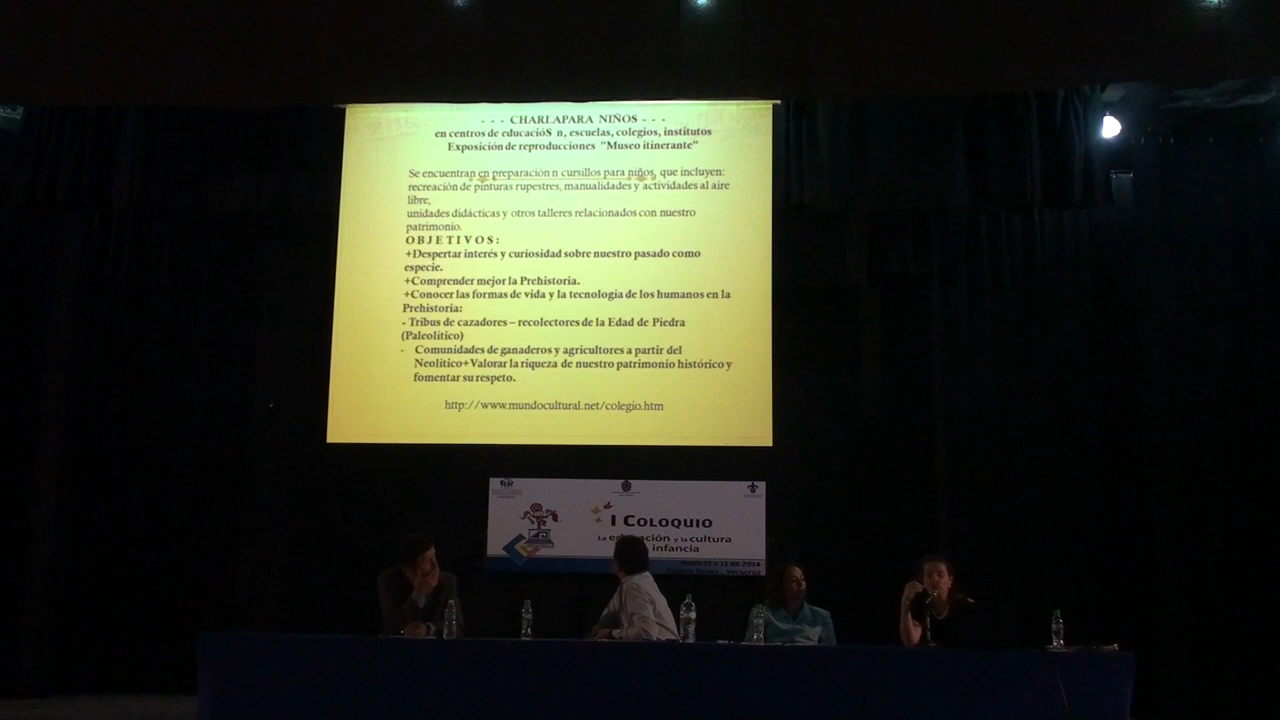 - - - CHARLAPARA NIÑOS - - -
en centros de educacióS n, escuelas, colegios, institutos
Exposición de reproducciones "Museo itinerante"
Se encuentran en preparación n cursillos para niños, que incluyen:
recreación de pinturas rupestres, manualidades y actividades al aire
libre,
unidades didácticas y otros talleres relacionados con nuestro
patrimonio.
OBJETIVOS:
+Despertar interés y curiosidad sobre nuestro pasado como
especie.
+Comprender mejor la Prehistoria.
+Conocer las formas de vida y la tecnología de los humanos en la
Prehistoria:
- Tribus de cazadores – recolectores de la Edad de Piedra
(Paleolítico)
- Comunidades de ganaderos y agricultores a partir del
Neolítico+Valorar la riqueza de nuestro patrimonio histórico y
fomentar su respeto.
http://www.mundocultural.net/colegio.htm
I COLOQUIO
La educación y la cultura
infancia
Veracruz